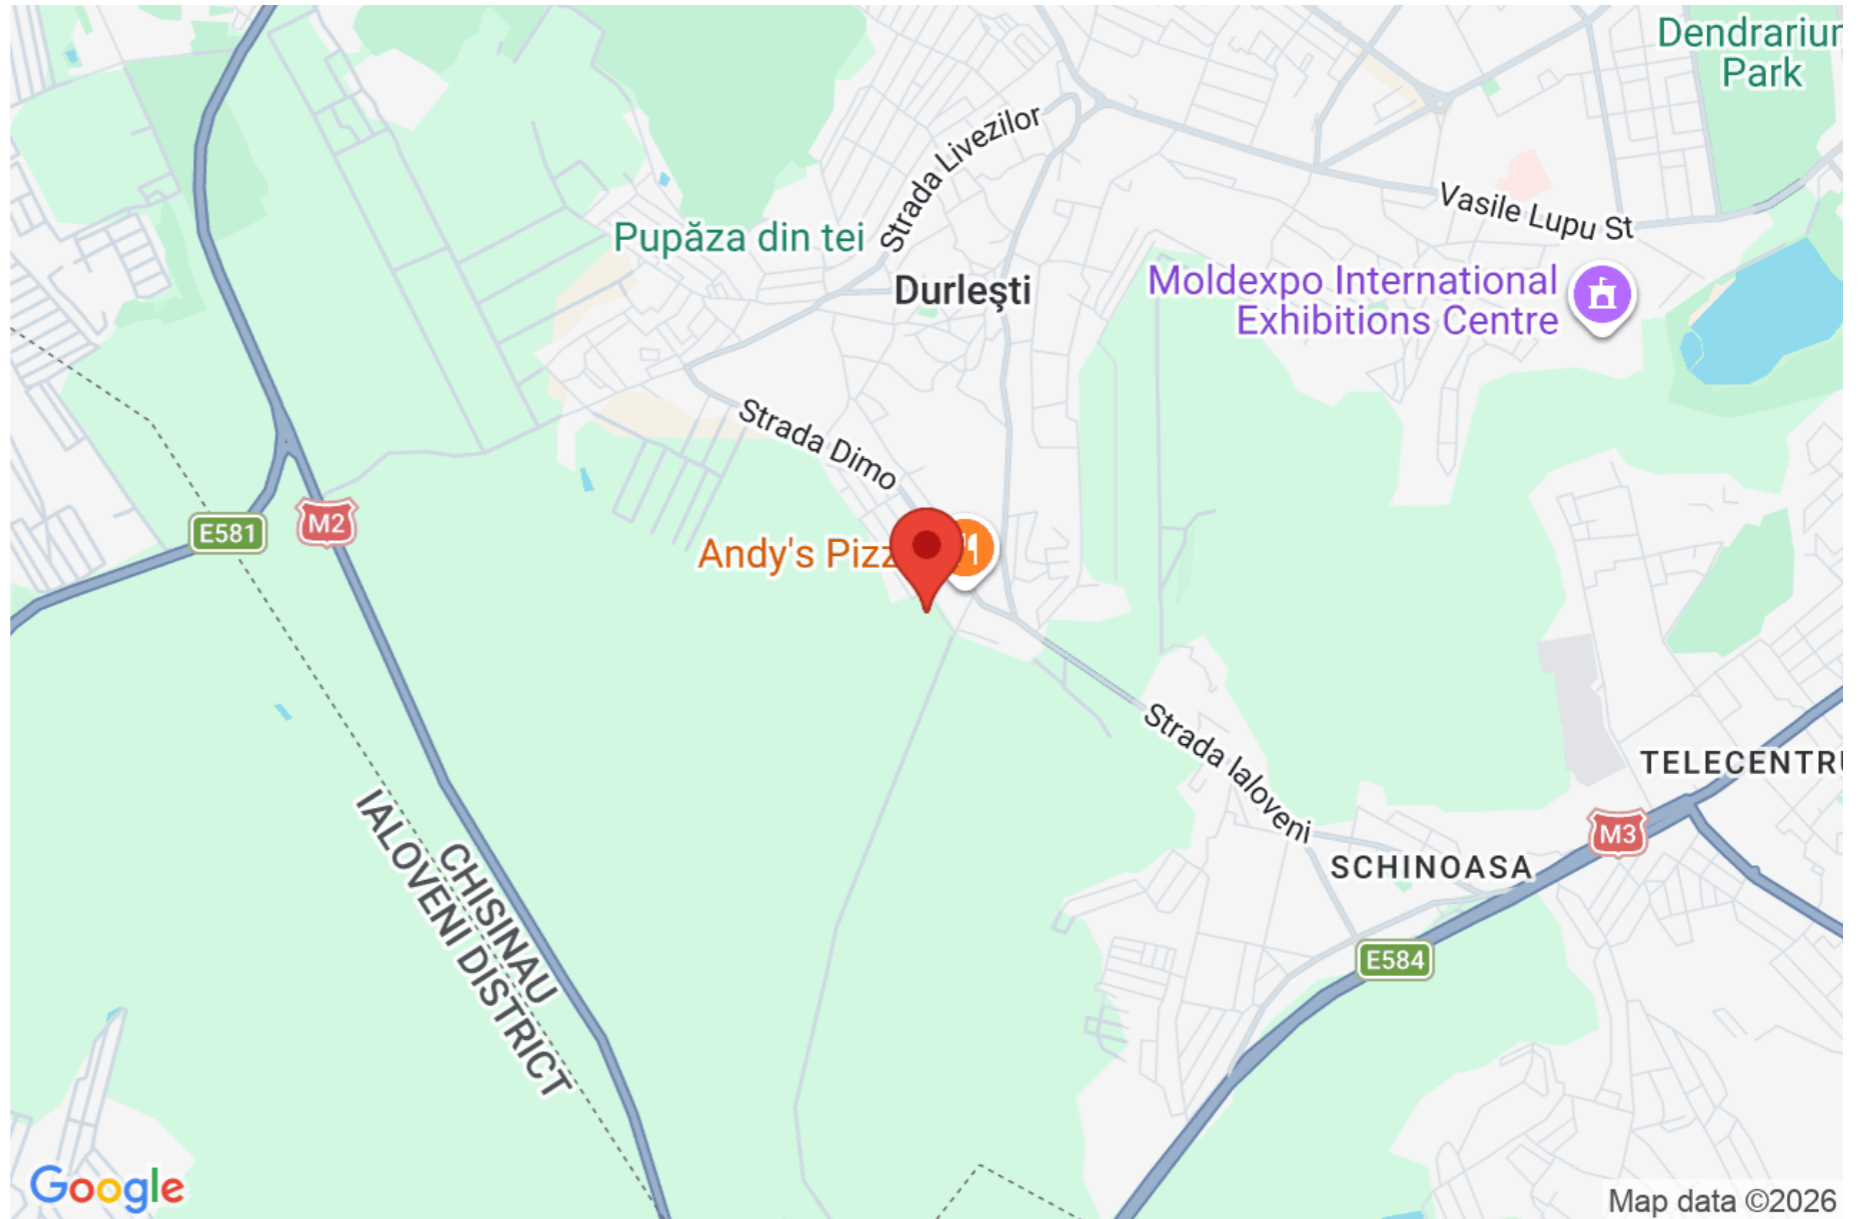 Dendrariur
Park
Strada Livezilor
Vasile Lupu St
Pupăza din tei
Durleşti
Moldexpo International
Exhibitions Centre
Strada Dimo
E581
M2
Andy's Pizz
Strada Ialoveni
TELECENTRU
M3
SCHINOASA
E584
CHISINAU
IALOVENI DISTRICT
Google
Map data ©2026